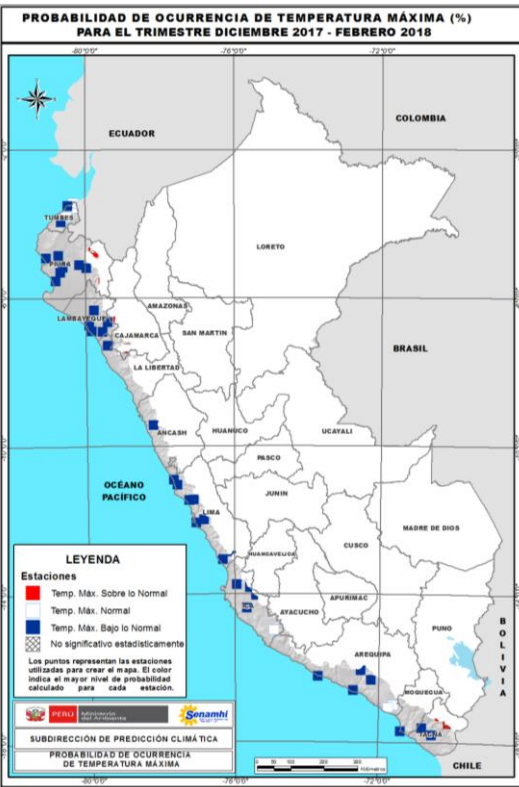 PROBABILIDAD DE OCURRENCIA DE TEMPERATURA MÁXIMA (%)
PARA EL TRIMESTRE DICIEMBRE 2017 - FEBRERO 2018
-80°0'0" -76°0'0" -72°0'0"
ECUADOR
COLOMBIA
TUMBES
PIURA
LORETO
LAMBAYEQUE
AMAZONAS
CAJAMARCA
SAN MARTIN
BRASIL
LA LIBERTAD
ANCASH
HUANUCO
UCAYALI
PASCO
OCÉANO
PACÍFICO
JUNIN
LIMA
MADRE DE DIOS
CUSCO
HUANCAVELICA
ICA
AYACUCHO
APURIMAC
PUNO
AREQUIPA
MOQUEGUA
TACNA
BOLIVIA
CHILE
LEYENDA
Estaciones
Temp. Máx. Sobre lo Normal
Temp. Máx. Normal
Temp. Máx. Bajo lo Normal
No significativo estadísticamente
Los puntos representan las estaciones
utilizadas para crear el mapa. El color
indica el mayor nivel de probabilidad
calculado para cada estación.
PERÚ Ministerio
del Ambiente
Senamhi
SUBDIRECCIÓN DE PREDICCIÓN CLIMÁTICA
PROBABILIDAD DE OCURRENCIA
DE TEMPERATURA MÁXIMA
-80°0'0" -76°0'0" -72°0'0"